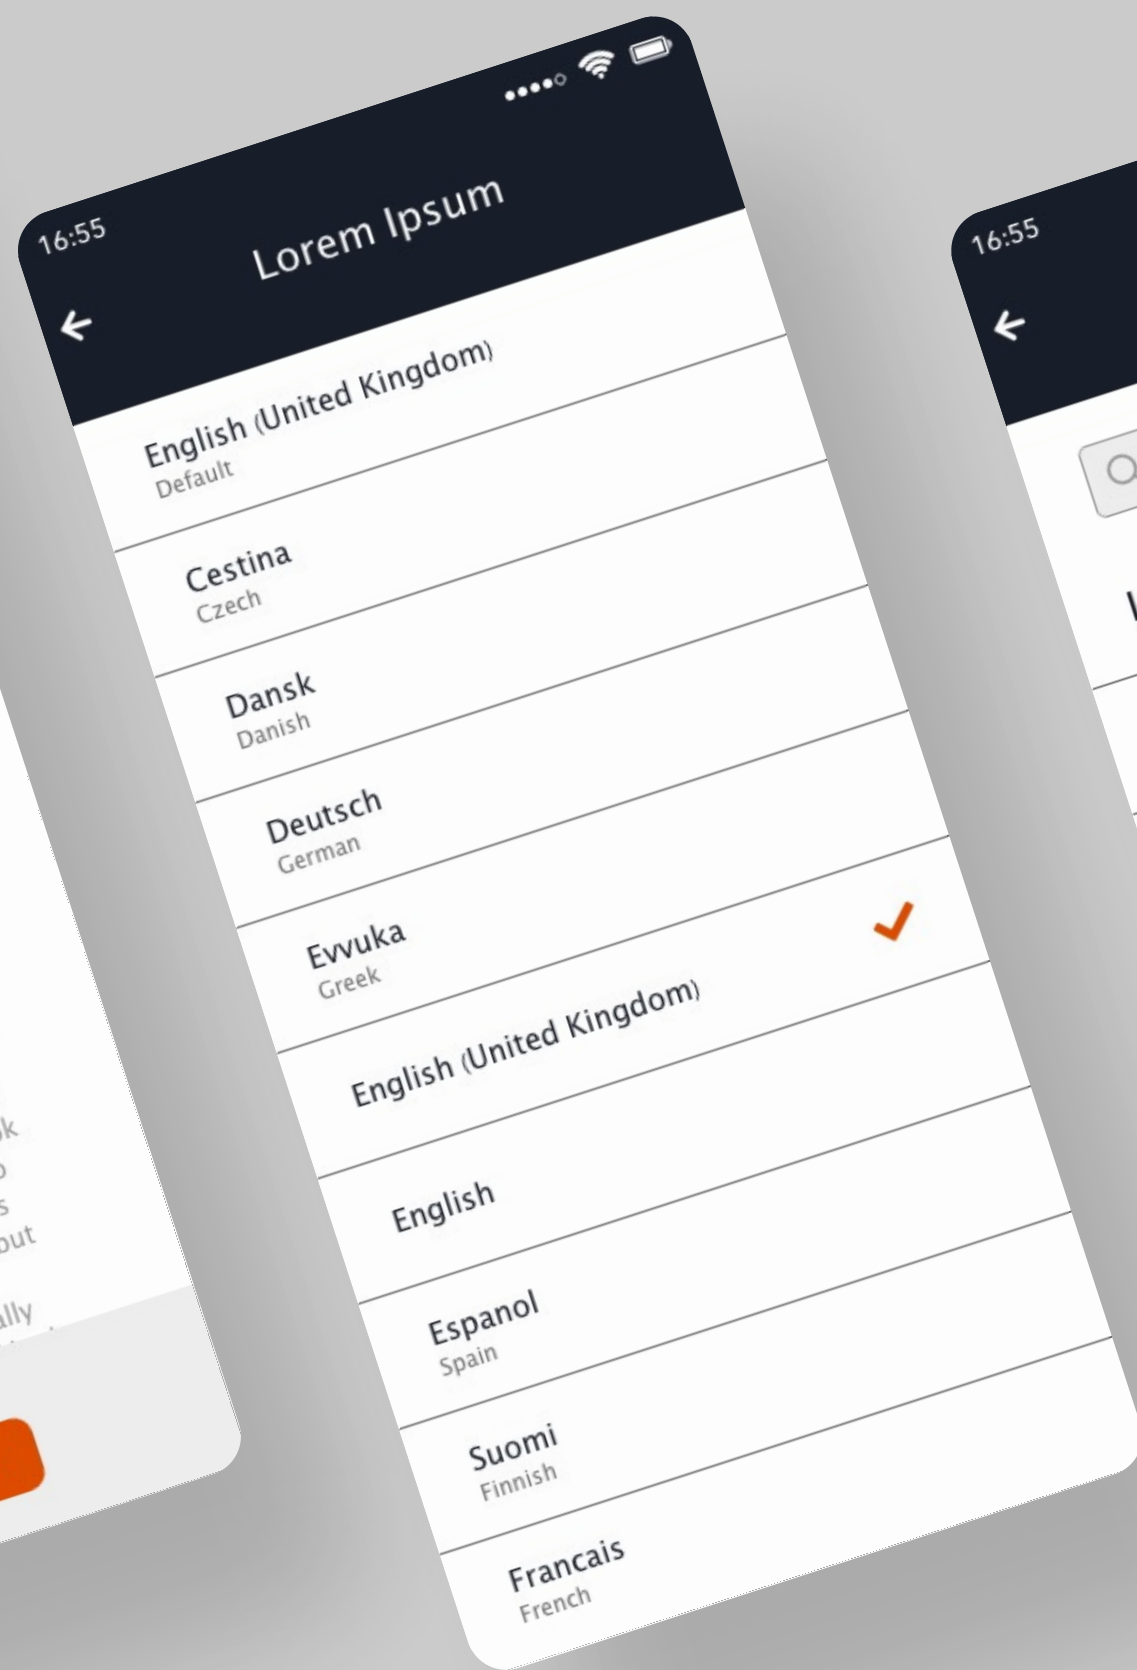 16:55
Lorem Ipsum
English (United Kingdom)
Default
Cestina
Czech
Dansk
Danish
Deutsch
German
Evvuka
Greek
English (United Kingdom)
English
Espanol
Spain
Suomi
Finnish
Francais
French
16:55
out